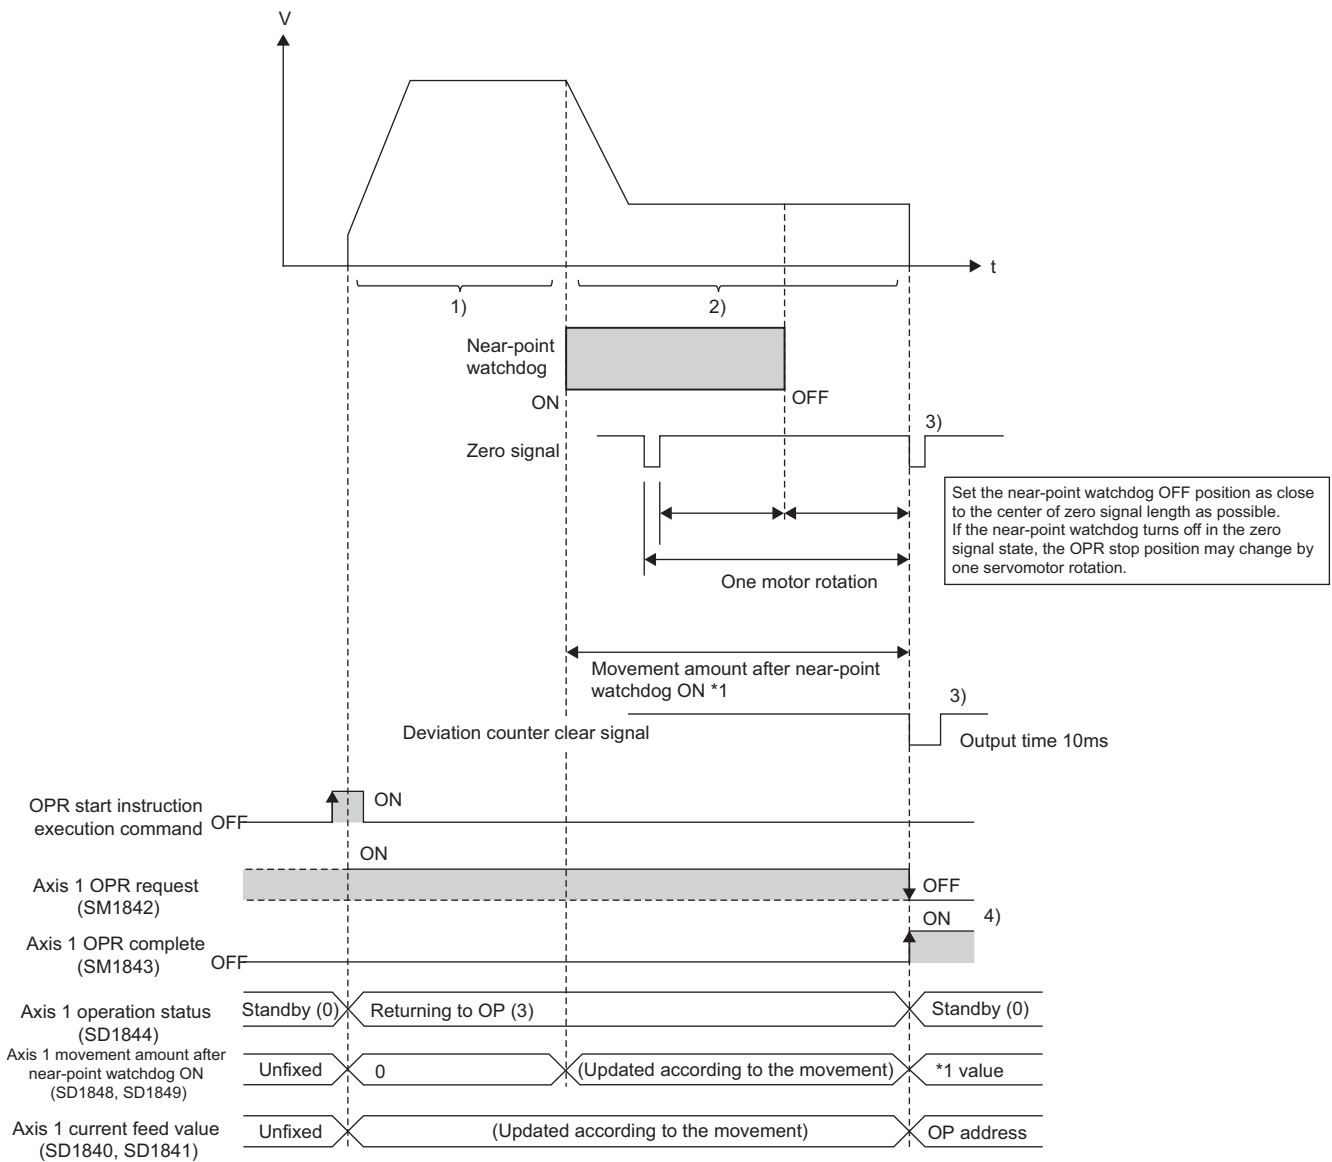 V
t
1)
2)
Near-point
watchdog
ON
OFF
3)
Zero signal
Set the near-point watchdog OFF position as close
to the center of zero signal length as possible.
If the near-point watchdog turns off in the zero
signal state, the OPR stop position may change by
one servomotor rotation.
One motor rotation
Movement amount after near-point
watchdog ON *1
3)
Deviation counter clear signal
Output time 10ms
OPR start instruction
execution command
OFF
ON
ON
Axis 1 OPR request
(SM1842)
OFF
ON
4)
Axis 1 OPR complete
(SM1843)
OFF
Axis 1 operation status
(SD1844)
Standby (0)
Returning to OP (3)
Standby (0)
Axis 1 movement amount after
near-point watchdog ON
(SD1848, SD1849)
Unfixed
0
(Updated according to the movement)
*1 value
Axis 1 current feed value
(SD1840, SD1841)
Unfixed
(Updated according to the movement)
OP address